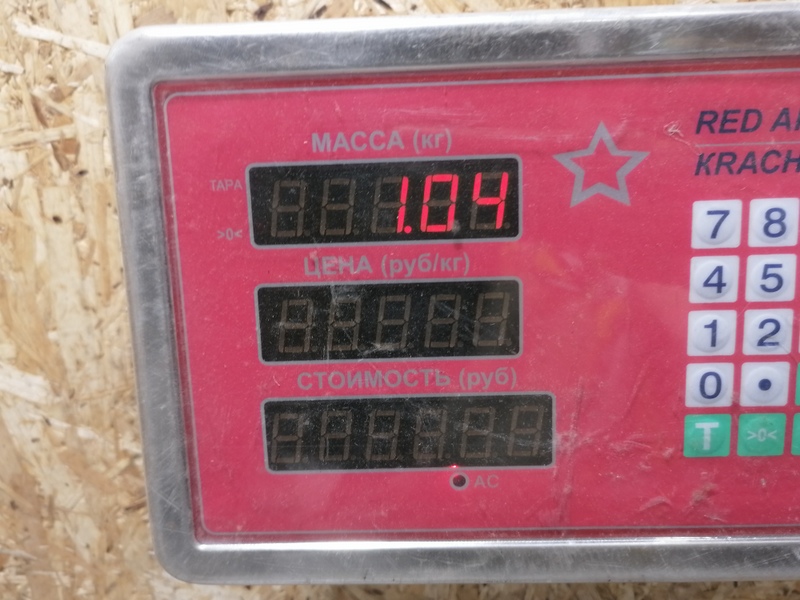 МАССА (кг)
RED A
КРАСН
ТАРА
1.04
>0<
7 8
ЦЕНА (руб/кг)
4 5
1 2
СТОИМОСТЬ (руб)
0 •
T >0<
AC